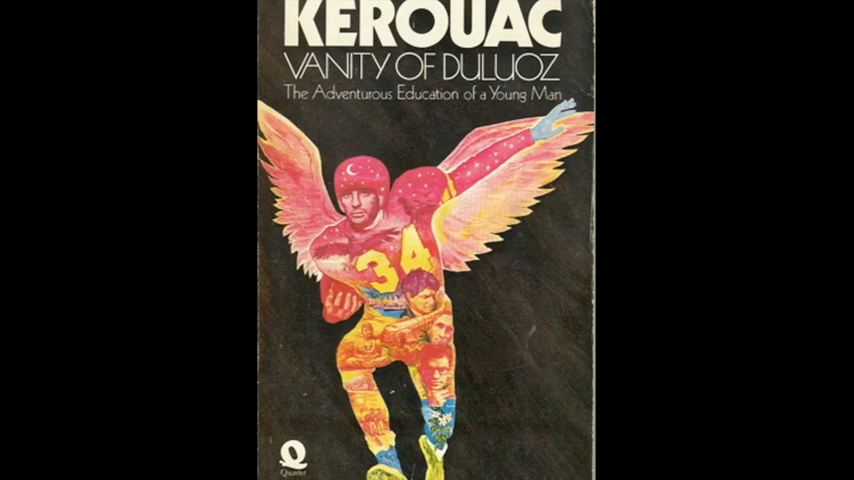 KEROUAC
VANITY OF DULUOZ
The Adventurous Education of a Young Man
34
Quartet